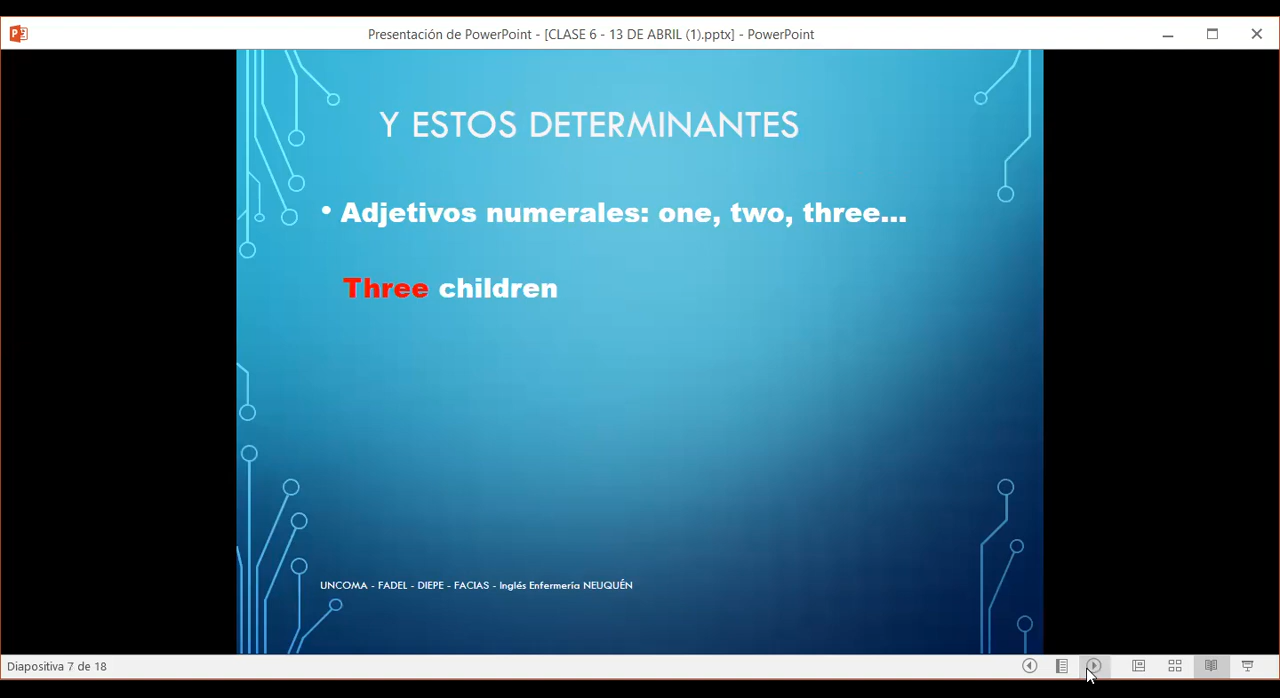 Presentación de PowerPoint - [CLASE 6 - 13 DE ABRIL (1).pptx] - PowerPoint
Y ESTOS DETERMINANTES
• Adjetivos numerales: one, two, three...
Three children
UNCOMA - FADEL - DIEPE - FACIAS - Inglés Enfermería NEUQUÉN
Diapositiva 7 de 18